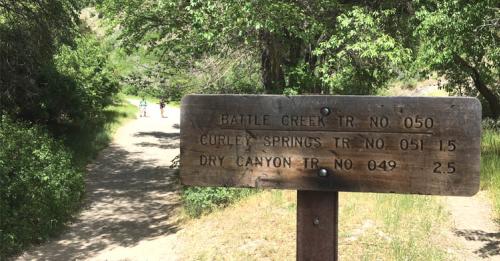 BATTLE CREEK TR NO 050
CURLEY SPRINGS TR NO 051 1.5
DRY CANYON TR NO 049 2.5